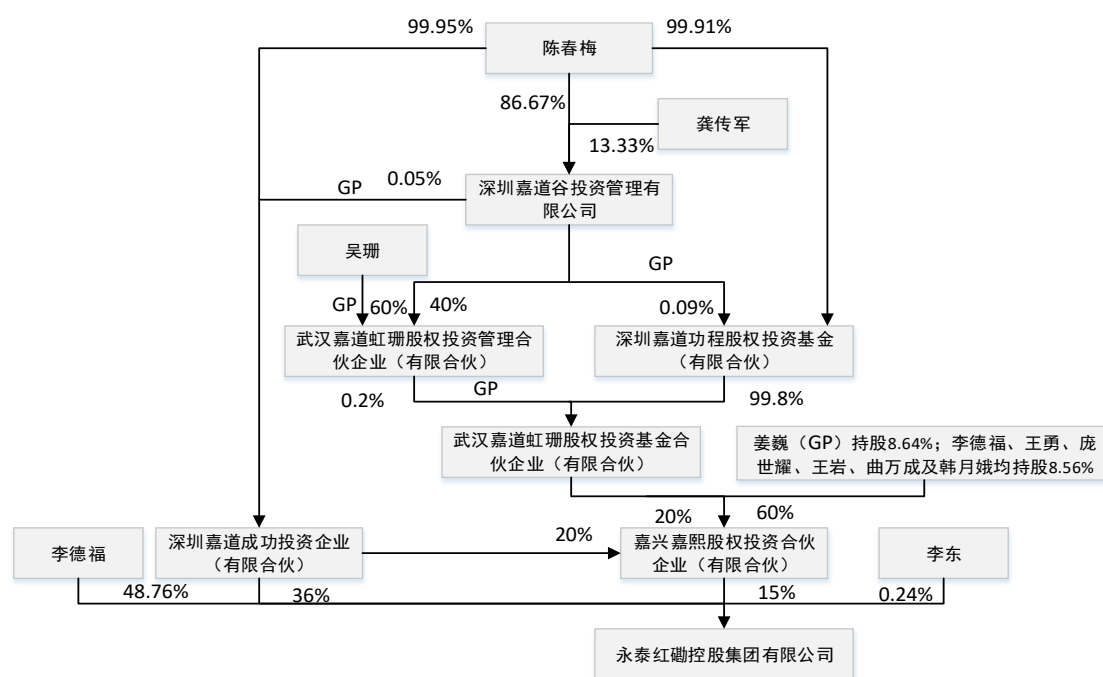 99.95%
陈春梅
99.91%
86.67%
龚传军
13.33%
GP
0.05%
深圳嘉道谷投资管理有
限公司
吴珊
GP
GP
60%
40%
0.09%
武汉嘉道虹珊股权投资管理合
伙企业（有限合伙）
深圳嘉道功程股权投资基金
（有限合伙）
0.2%
GP
99.8%
武汉嘉道虹珊股权投资基金合
伙企业（有限合伙）
姜巍（GP）持股8.64%；李德福、王勇、庞
世耀、王岩、曲万成及韩月娥均持股8.56%
20%
60%
李德福
深圳嘉道成功投资企业
（有限合伙）
20%
嘉兴嘉熙股权投资合伙
企业（有限合伙）
李东
48.76%
36%
15%
0.24%
永泰红磡控股集团有限公司